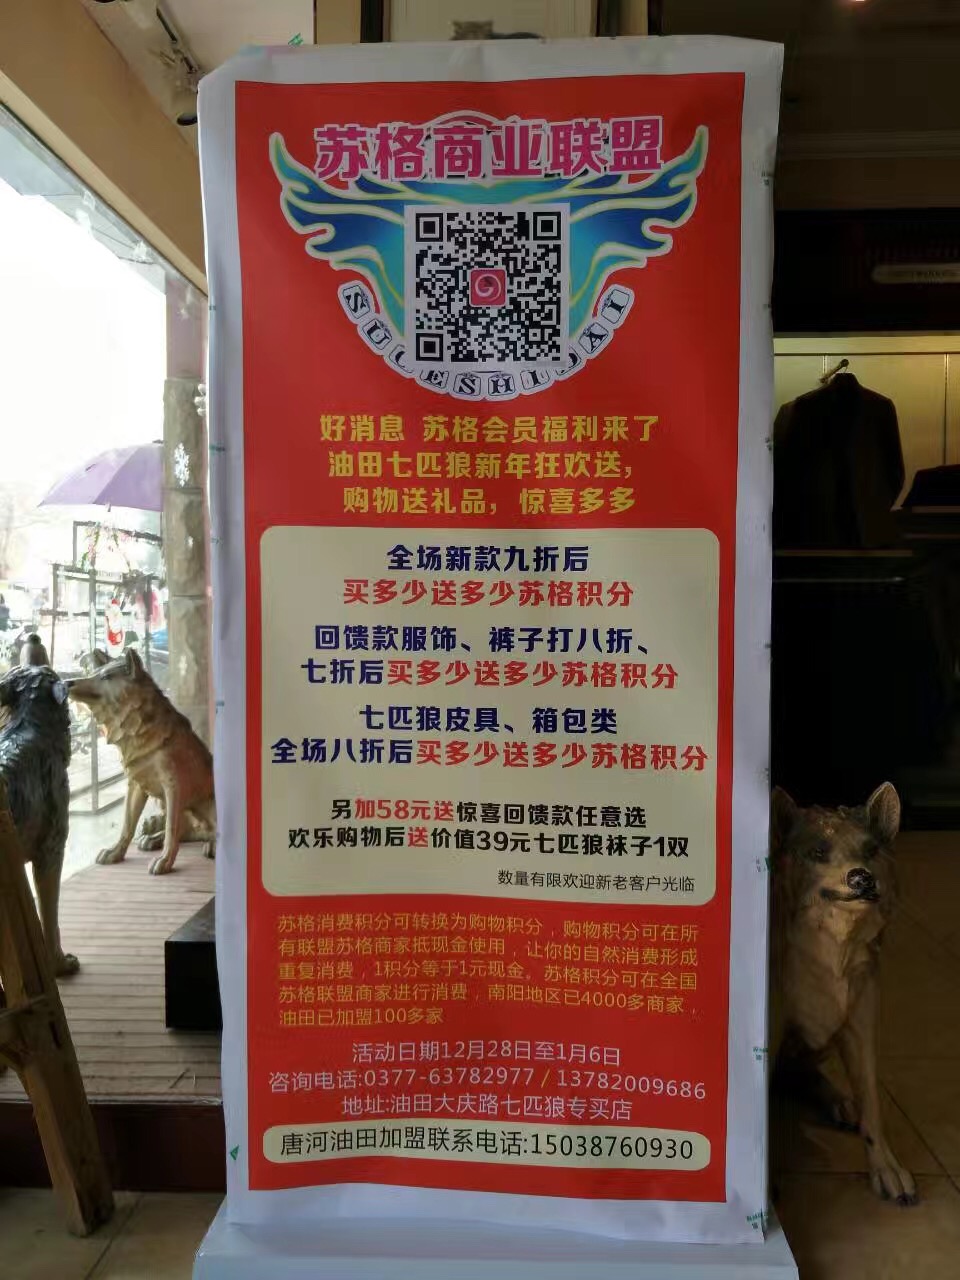 苏格商业联盟
SUGESHIDAI
好消息 苏格会员福利来了
油田七匹狼新年狂欢送，
购物送礼品，惊喜多多
全场新款九折后
买多少送多少苏格积分
回馈款服饰、裤子打八折、
七折后买多少送多少苏格积分
七匹狼皮具、箱包类
全场八折后买多少送多少苏格积分
另加58元送惊喜回馈款任意选
欢乐购物后送价值39元七匹狼袜子1双
数量有限欢迎新老客户光临
苏格消费积分可转换为购物积分，购物积分可在所
有联盟苏格商家抵现金使用，让你的自然消费形成
重复消费，1积分等于1元现金。苏格积分可在全国
苏格联盟商家进行消费，南阳地区已4000多商家，
油田已加盟100多家
活动日期12月28日至1月6日
咨询电话:0377-63782977 / 13782009686
地址:油田大庆路七匹狼专买店
唐河油田加盟联系电话:15038760930